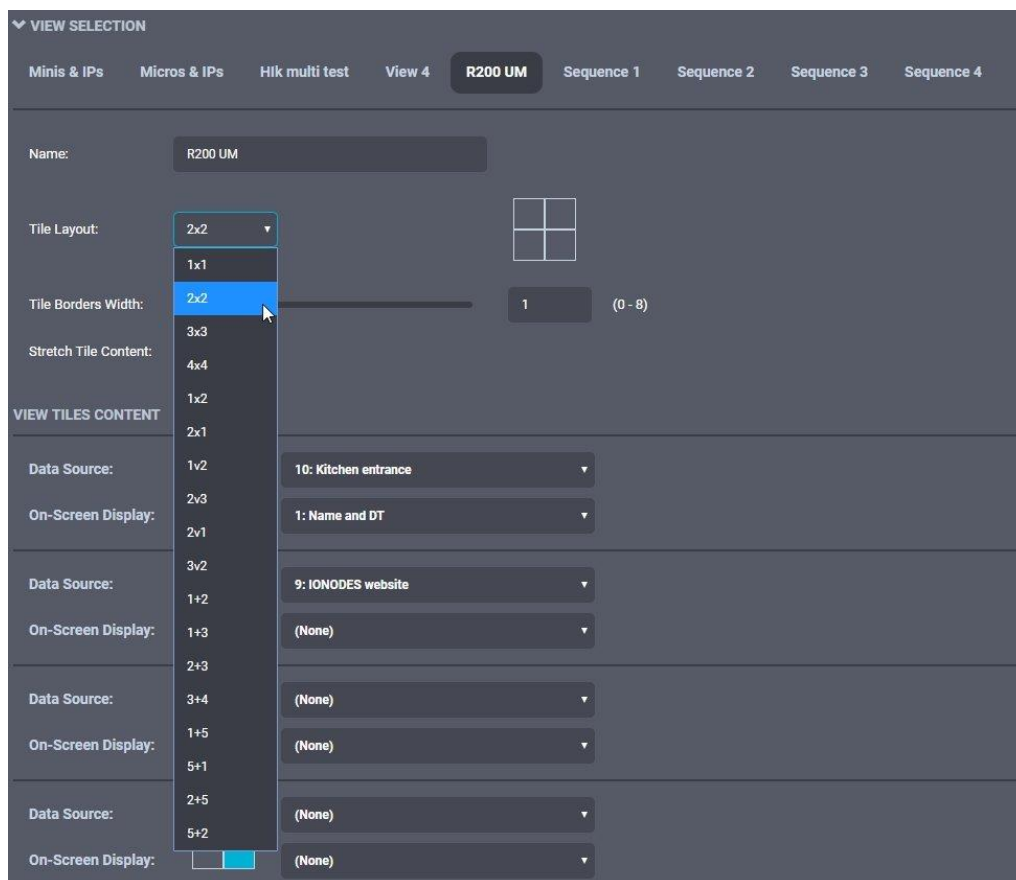 VIEW SELECTION
Minis & IPs Micros & IPs HIk multi test View 4 R200 UM Sequence 1 Sequence 2 Sequence 3 Sequence 4
Name: R200 UM
Tile Layout: 2x2
1x1
Tile Borders Width: 2x2 1 (0 - 8)
3x3
Stretch Tile Content:
4x4
1x2
VIEW TILES CONTENT
2x1
Data Source: 1v2 10: Kitchen entrance
2v3
On-Screen Display: 1: Name and DT
2v1
3v2
Data Source: 9: IONODES website
1+2
On-Screen Display: 1+3 (None)
2+3
Data Source: 3+4 (None)
1+5
On-Screen Display: (None)
5+1
2+5
Data Source: (None)
5+2
On-Screen Display: (None)